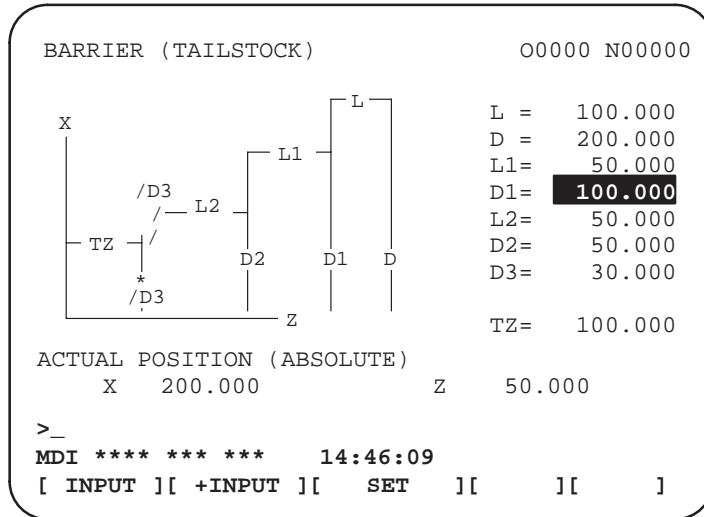 BARRIER (TAILSTOCK) O0000 N00000
L
L = 100.000
X
D = 200.000
L1
L1= 50.000
/D3
D1= 100.000
/ L2
L2= 50.000
TZ /
D2 D1 D
D2= 50.000
*
D3= 30.000
/D3
Z
TZ= 100.000
ACTUAL POSITION (ABSOLUTE)
X 200.000 Z 50.000
>_
MDI **** *** *** 14:46:09
[ INPUT ][ +INPUT ][ SET ][ ][ ]